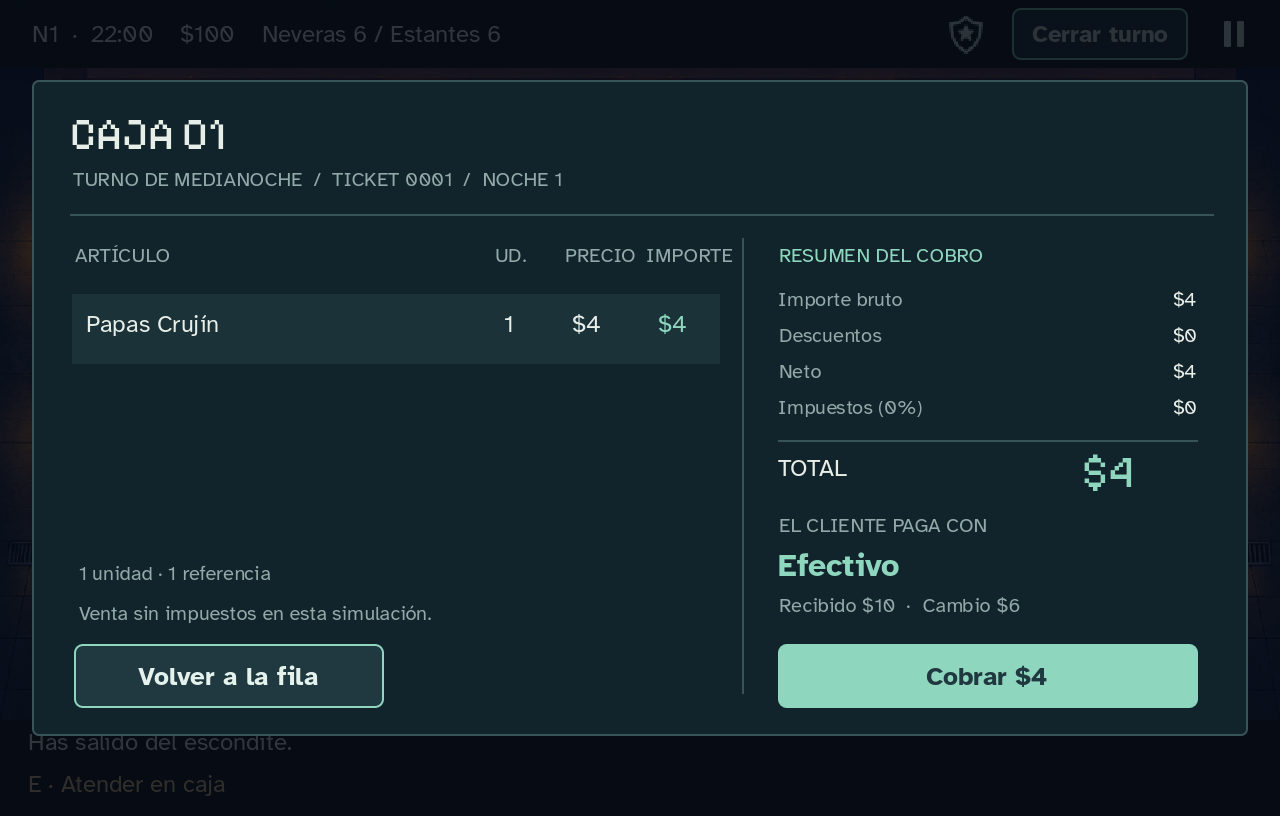 N1 · 22:00 $100 Neveras 6 / Estantes 6
Cerrar turno
CAJA 01
TURNO DE MEDIANOCHE / TICKET 0001 / NOCHE 1
ARTÍCULO UD. PRECIO IMPORTE
Papas Crujín 1 $4 $4
1 unidad · 1 referencia
Venta sin impuestos en esta simulación.
Volver a la fila
RESUMEN DEL COBRO
Importe bruto $4
Descuentos $0
Neto $4
Impuestos (0%) $0
TOTAL $4
EL CLIENTE PAGA CON
Efectivo
Recibido $10 · Cambio $6
Cobrar $4
Has salido del escondite.
E · Atender en caja